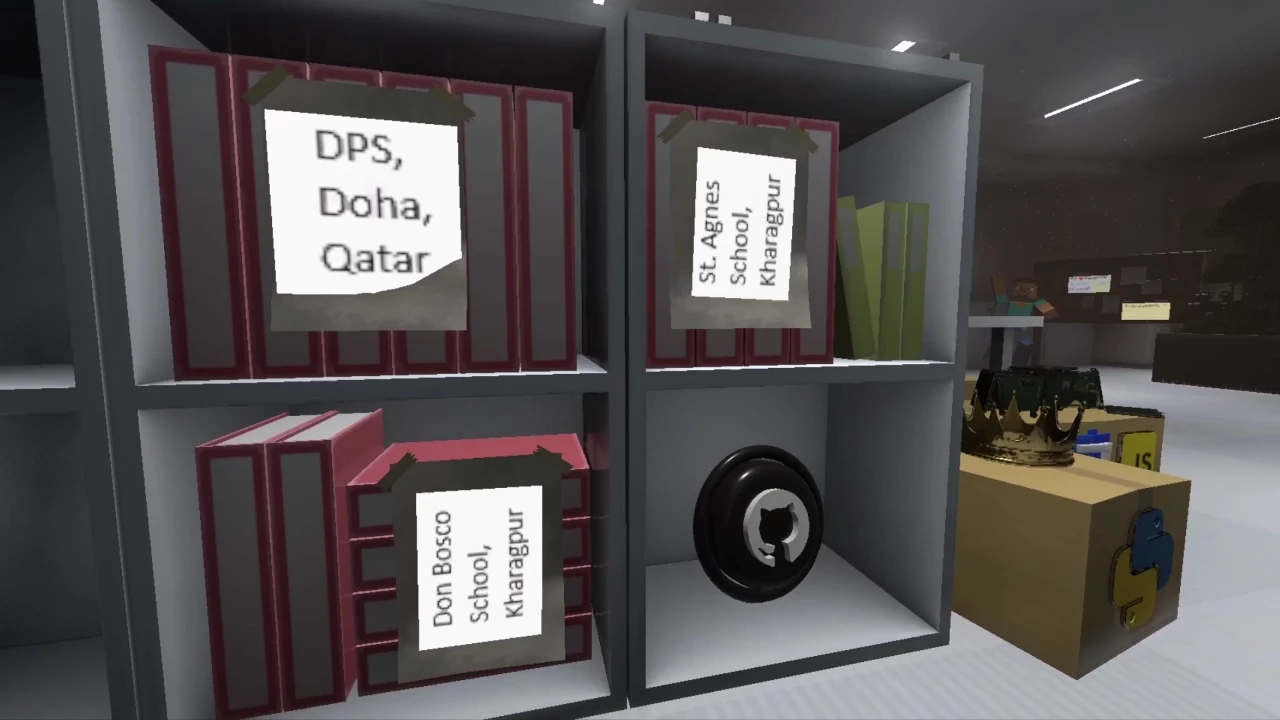 DPS,
Doha,
Qatar
St. Agnes
School,
Kharagpur
Don Bosco
School,
Kharagpur
JS